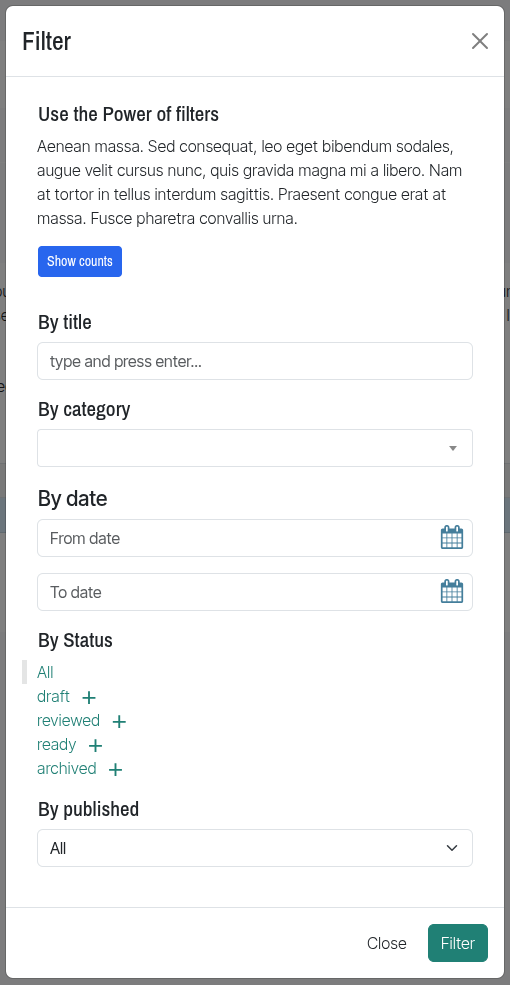 Filter
Use the Power of filters
Aenean massa. Sed consequat, leo eget bibendum sodales,
augue velit cursus nunc, quis gravida magna mi a libero. Nam
at tortor in tellus interdum sagittis. Praesent congue erat at
massa. Fusce pharetra convallis urna.
Show counts
By title
type and press enter...
By category
By date
From date
To date
By Status
All
draft +
reviewed +
ready +
archived +
By published
All
Close Filter